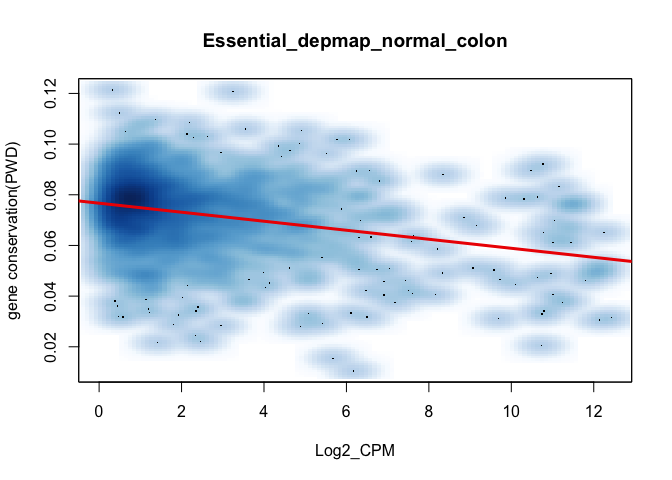 Essential_depmap_normal_colon
gene conservation(PWD)
0.12
0.10
0.08
0.06
0.04
0.02
0 2 4 6 8 10 12
Log2_CPM